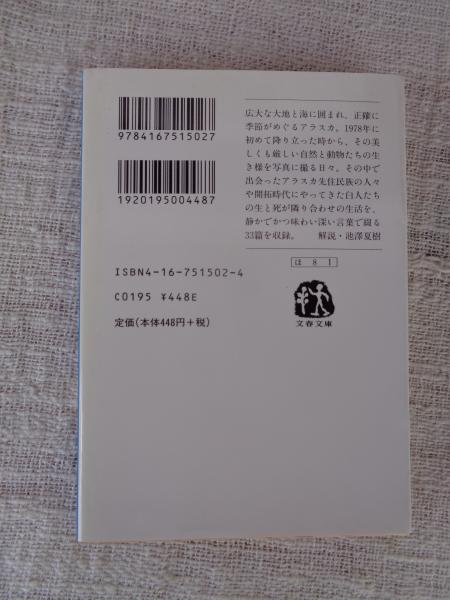 9784167515027
1920195004487
ISBN4-16-751502-4
C0195 ¥448E
定価(本体448円+税)
広大な大地と海に囲まれ、正確に
季節がめぐるアラスカ。1978年に
初めて降り立った時から、その美
しくも厳しい自然と動物たちの生
き様を写真に撮る日々。その中で
出会ったアラスカ先住民族の人々
や開拓時代にやってきた白人たち
の生と死が隣り合わせの生活を、
静かでかつ味わい深い言葉で綴る
33篇を収録。 解説・池澤夏樹
ほ 8 1
文春文庫